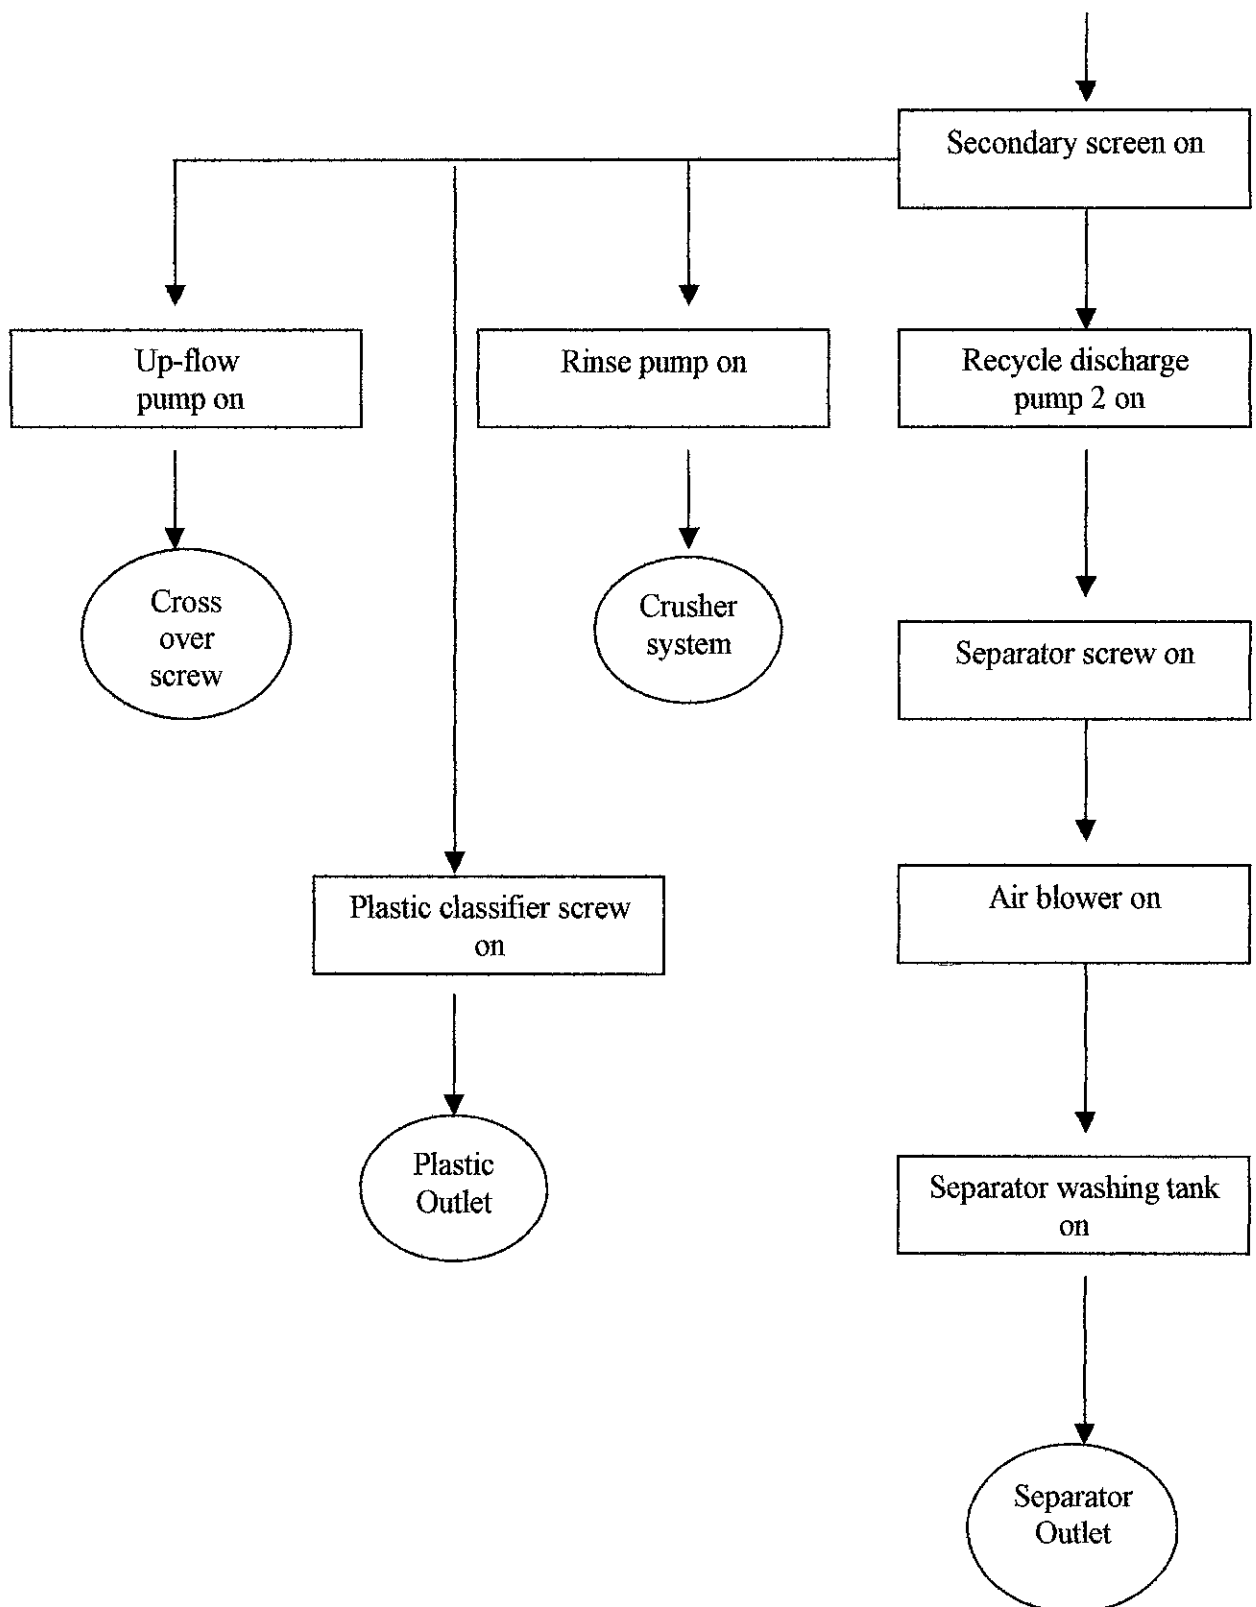 Secondary screen on
Up-flow
pump on
Rinse pump on
Recycle discharge
pump 2 on
Cross
over
screw
Crusher
system
Separator screw on
Plastic classifier screw
on
Air blower on
Plastic
Outlet
Separator washing tank
on
Separator
Outlet